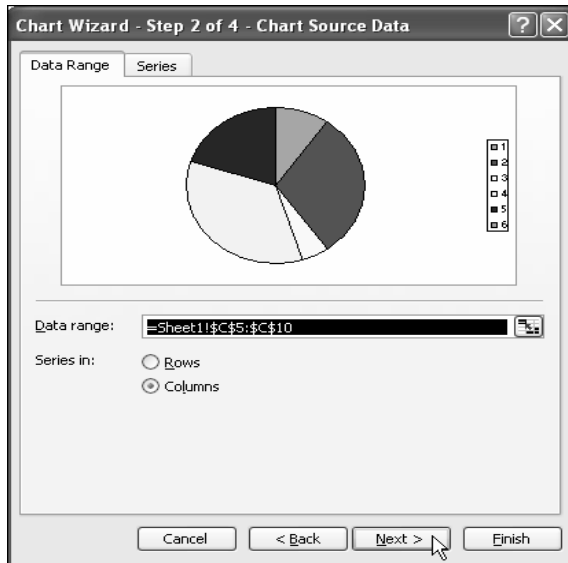 Chart Wizard - Step 2 of 4 - Chart Source Data
Data Range
Series
1
2
3
4
5
6
Data range:
=Sheet1!$C$5:$C$10
Series in:
Rows
Columns
Cancel
< Back
Next >
Finish